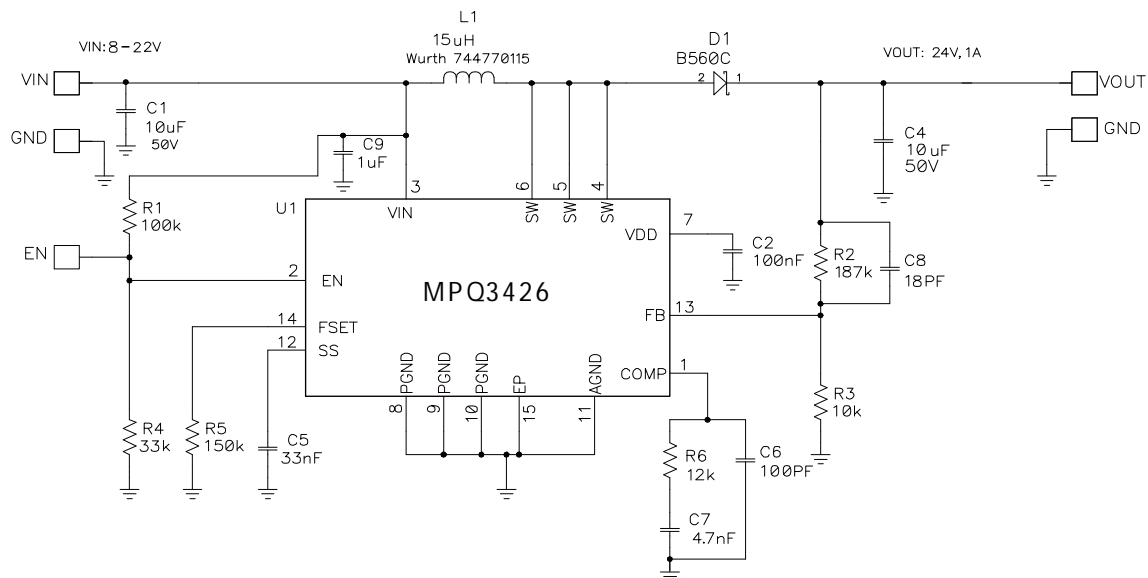 L1
15uH
Wurth 744770115
VIN:8-22V
D1
B560C
2
1
VOUT: 24V,1A
VIN
VOUT
C1
10uF
50V
GND
GND
C9
1uF
C4
10uF
50V
3
6
5
4
U1
VIN
SW
SW
SW
R1
100k
7
VDD
C2
100nF
R2
187k
C8
18PF
EN
2
EN
MPQ3426
FB
13
14
FSET
12
SS
COMP
1
PGND
PGND
PGND
EP
AGND
8
9
10
15
11
R3
10k
R4
33k
R5
150k
C5
33nF
R6
12k
C6
100PF
C7
4.7nF